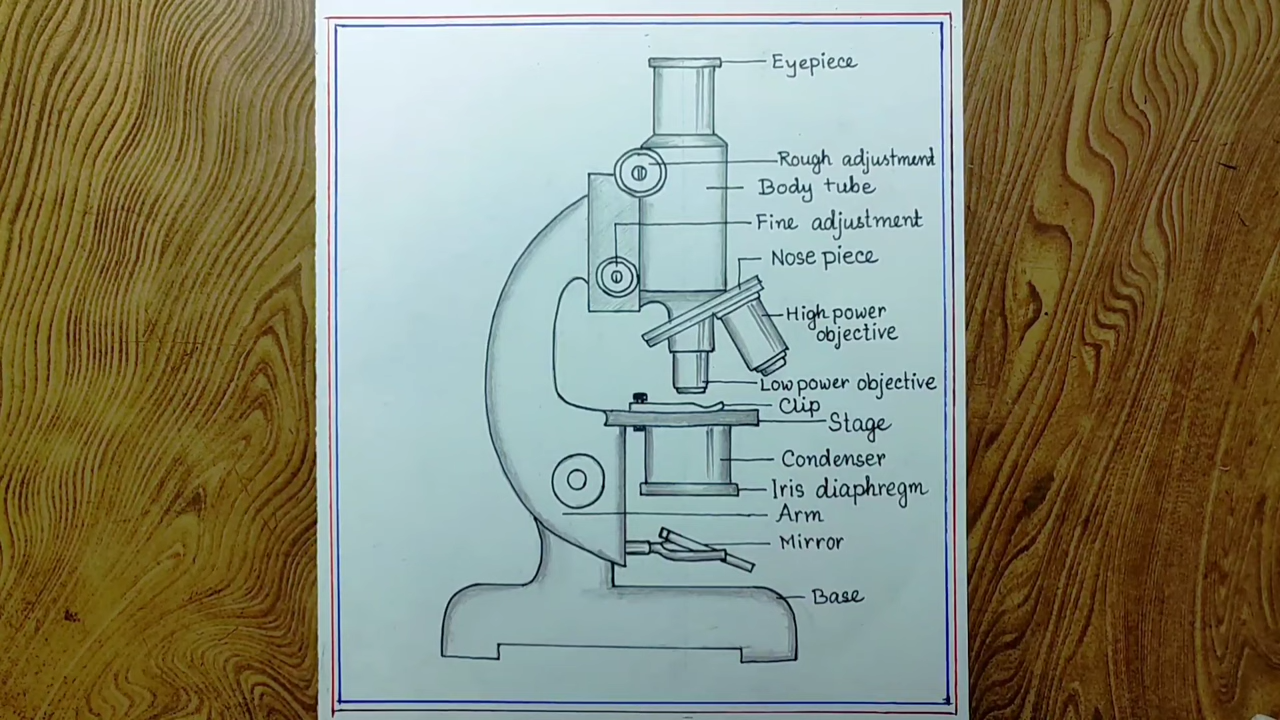 Eyepiece
Rough adjustment
Body tube
Fine adjustment
Nose piece
High power
objective
Low power objective
Clip
Stage
Condenser
Iris diaphregm
Arm
Mirror
Base